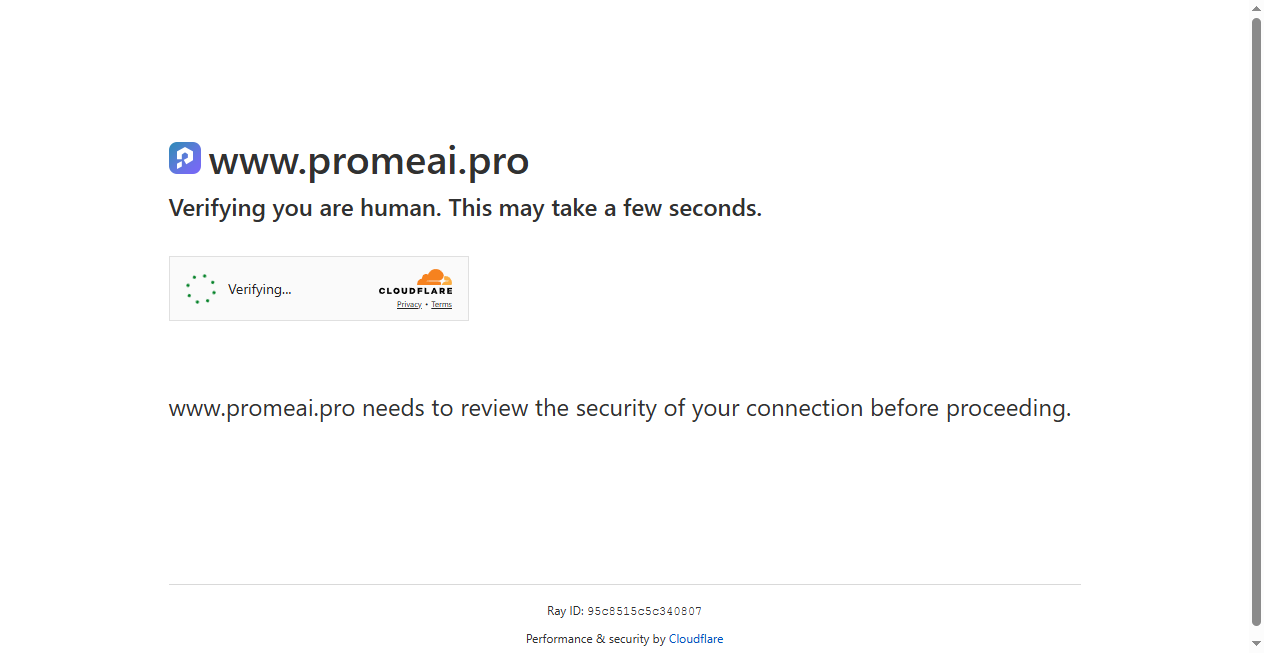 www.promeai.pro
Verifying you are human. This may take a few seconds.
Verifying...
CLOUDFLARE
Privacy • Terms
www.promeai.pro needs to review the security of your connection before proceeding.
Ray ID: 95c8515c5c340807
Performance & security by Cloudflare